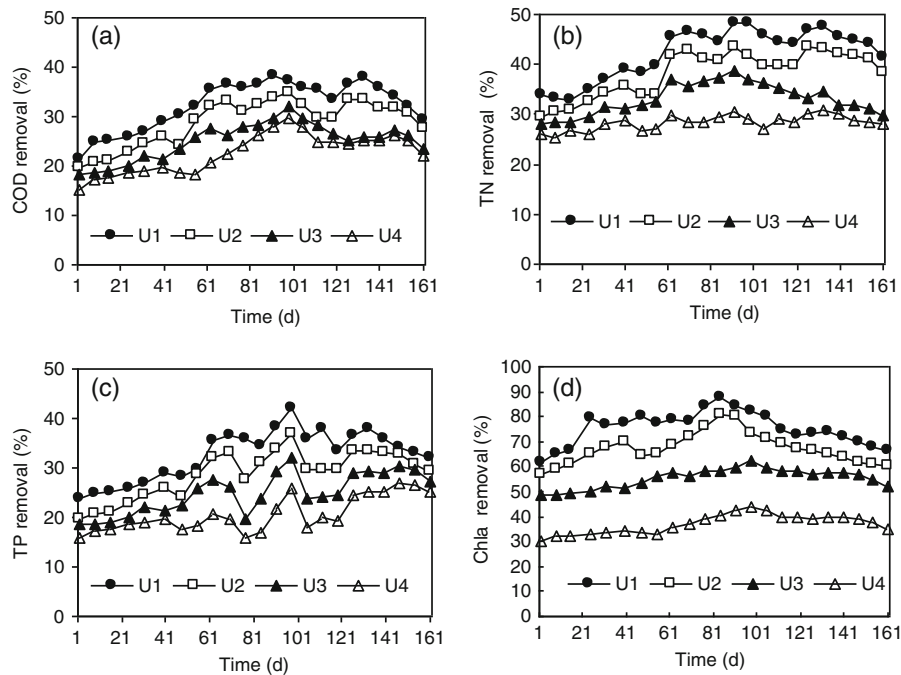 (a)
COD removal (%)
50
40
30
20
10
0
U1 U2 U3 U4
1 21 41 61 81 101 121 141 161
Time (d)
(b)
TN removal (%)
50
40
30
20
10
0
U1 U2 U3 U4
1 21 41 61 81 101 121 141 161
Time (d)
(c)
TP removal (%)
50
40
30
20
10
0
U1 U2 U3 U4
1 21 41 61 81 101 121 141 161
Time (d)
(d)
Chla removal (%)
100
90
80
70
60
50
40
30
20
10
0
U1 U2 U3 U4
1 21 41 61 81 101 121 141 161
Time (d)